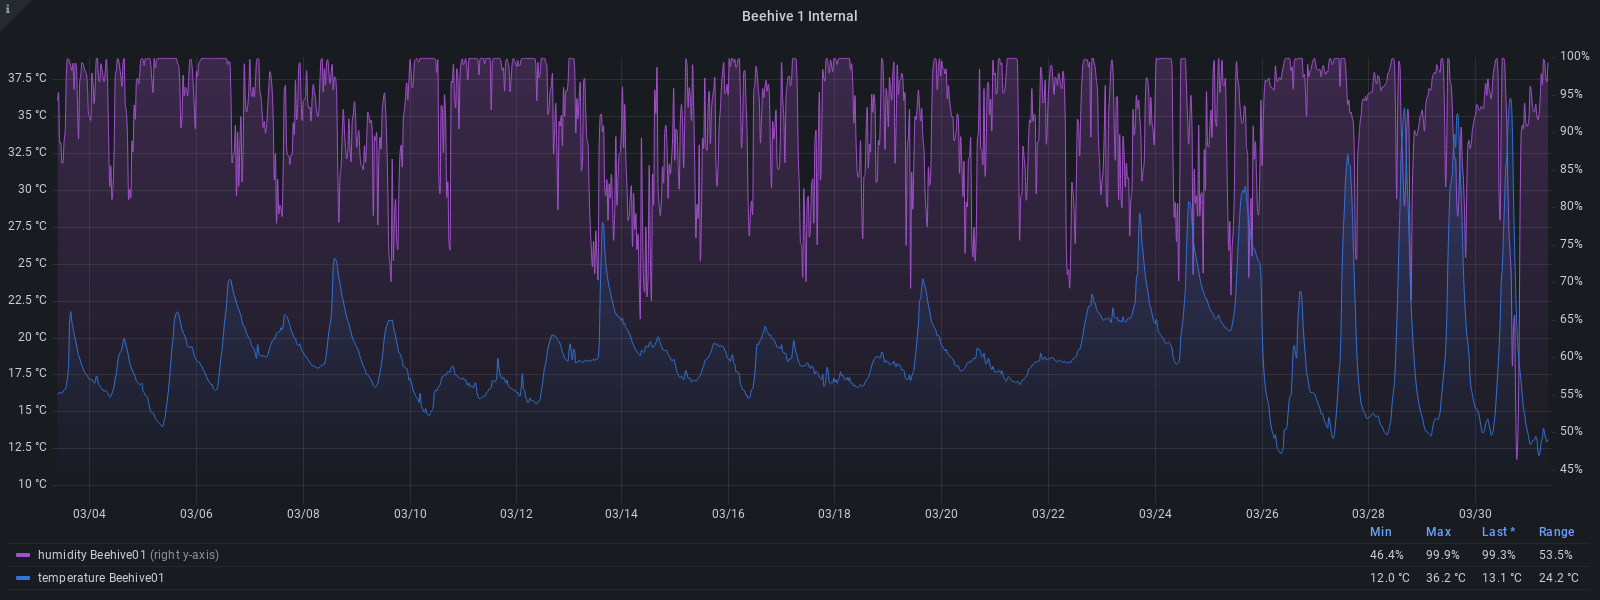 i
Beehive 1 Internal
37.5 °C
35 °C
32.5 °C
30 °C
27.5 °C
25 °C
22.5 °C
20 °C
17.5 °C
15 °C
12.5 °C
10 °C
100%
95%
90%
85%
80%
75%
70%
65%
60%
55%
50%
45%
03/04 03/06 03/08 03/10 03/12 03/14 03/16 03/18 03/20 03/22 03/24 03/26 03/28 03/30
Min Max Last * Range
humidity Beehive01 (right y-axis) 46.4% 99.9% 99.3% 53.5%
temperature Beehive01 12.0 °C 36.2 °C 13.1 °C 24.2 °C